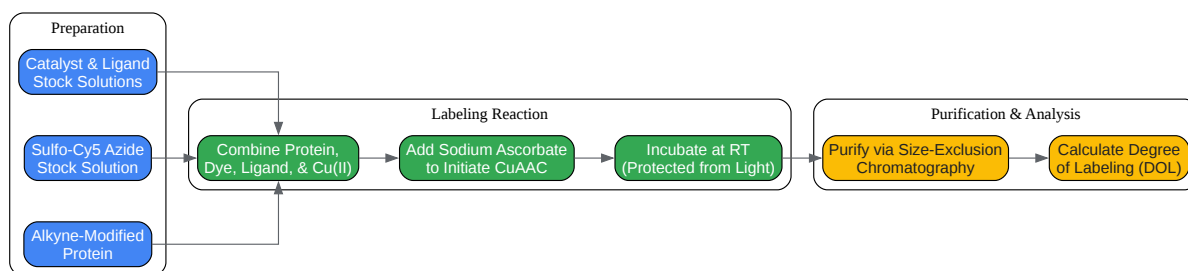 Preparation
Catalyst & Ligand
Stock Solutions
Sulfo-Cy5 Azide
Stock Solution
Alkyne-Modified
Protein
Labeling Reaction
Combine Protein,
Dye, Ligand, & Cu(II)
Add Sodium Ascorbate
to Initiate CuAAC
Incubate at RT
(Protected from Light)
Purification & Analysis
Purify via Size-Exclusion
Chromatography
Calculate Degree
of Labeling (DOL)